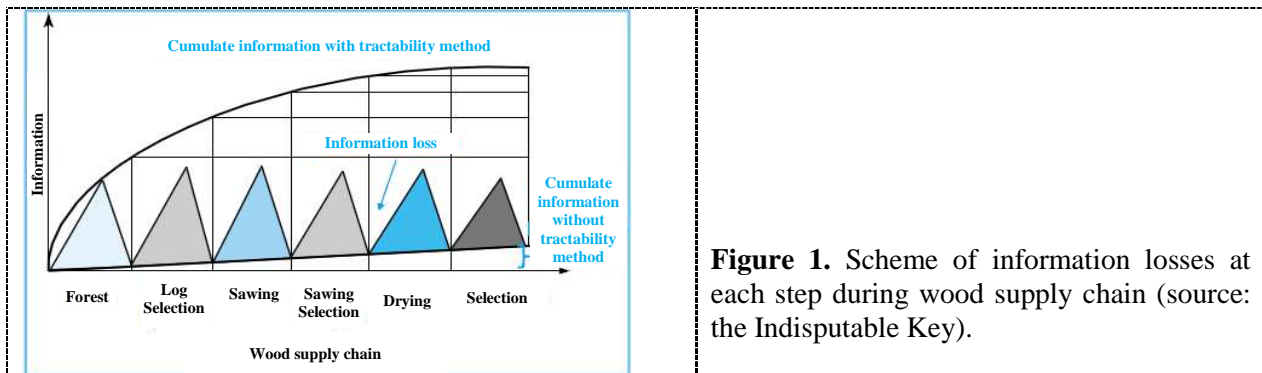 Cumulate information with tractability method
Information
Information loss
Cumulate
information
without
tractability
method
Forest
Log
Selection
Sawing
Sawing
Selection
Drying
Selection
Wood supply chain
Figure 1. Scheme of information losses at
each step during wood supply chain (source:
the Indisputable Key).